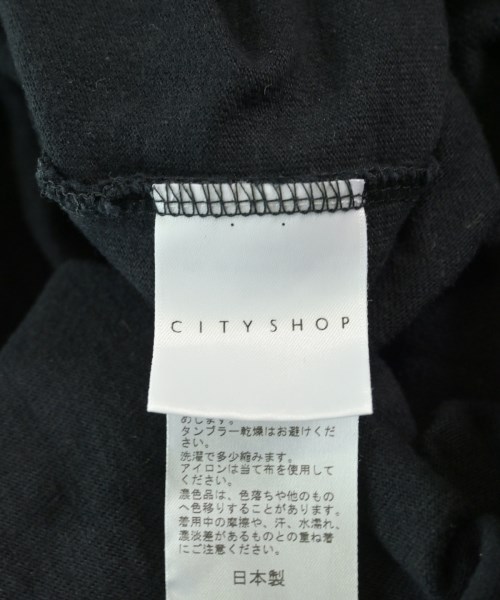 CITYSHOP
のします。
タンブラー乾燥はお避けくださ
い。
洗濯で多少縮みます。
アイロンは当て布を使用して
ください。
濃色品は、色落ちや他のもの
へ色移りすることがあります。
着用中の摩擦や、汗、水濡れ、
濃淡差があるものとの重ね着
にご注意ください。
日本製